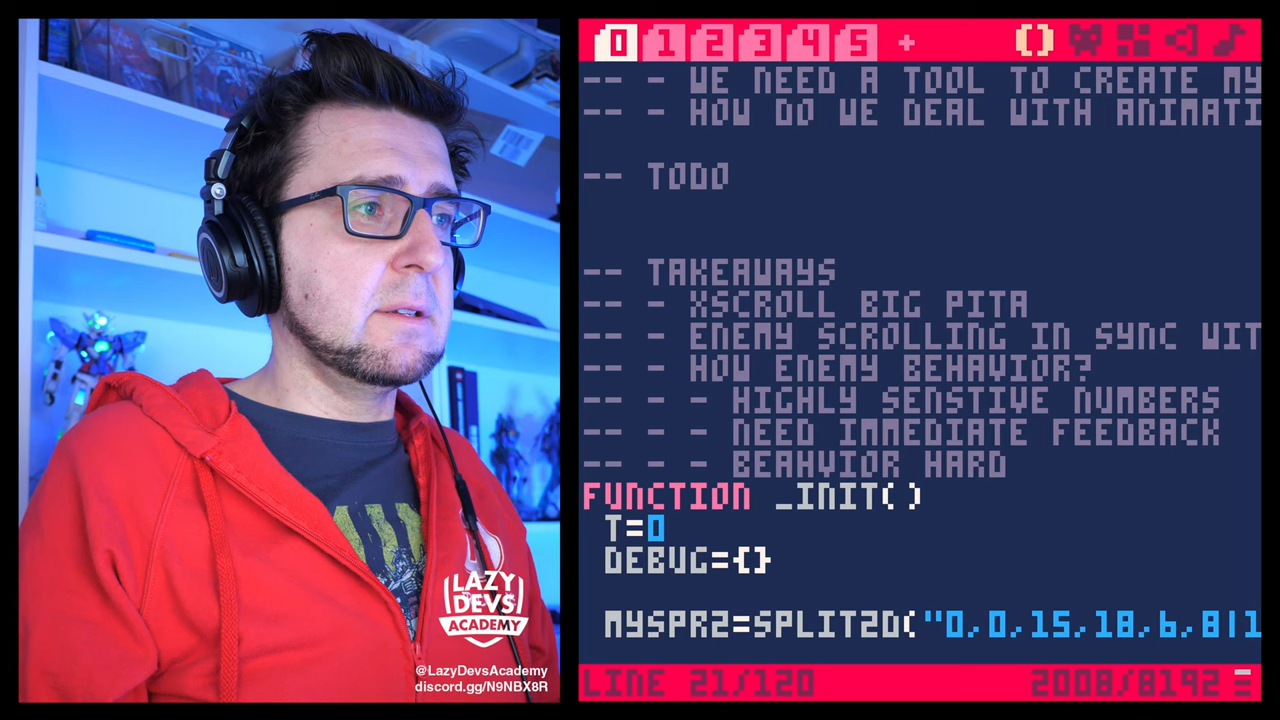 0 1 2 3 4 5 +
-- - WE NEED A TOOL TO CREATE MY
-- - HOW DO WE DEAL WITH ANIMATI
-- TODO
-- TAKEAWAYS
-- - XSCROLL BIG PITA
-- - ENEMY SCROLLING IN SYNC WIT
-- - HOW ENEMY BEHAVIOR?
-- - - HIGHLY SENSTIVE NUMBERS
-- - - NEED IMMEDIATE FEEDBACK
-- - - BEAHVIOR HARD
FUNCTION _INIT()
T=0
DEBUG={}
MYSPR2=SPLIT2D("0,0,15,18,6,8|1
LINE 21/120
2008/8192
LAZY
DEVS
ACADEMY
@LazyDevsAcademy
discord.gg/N9NBX8R